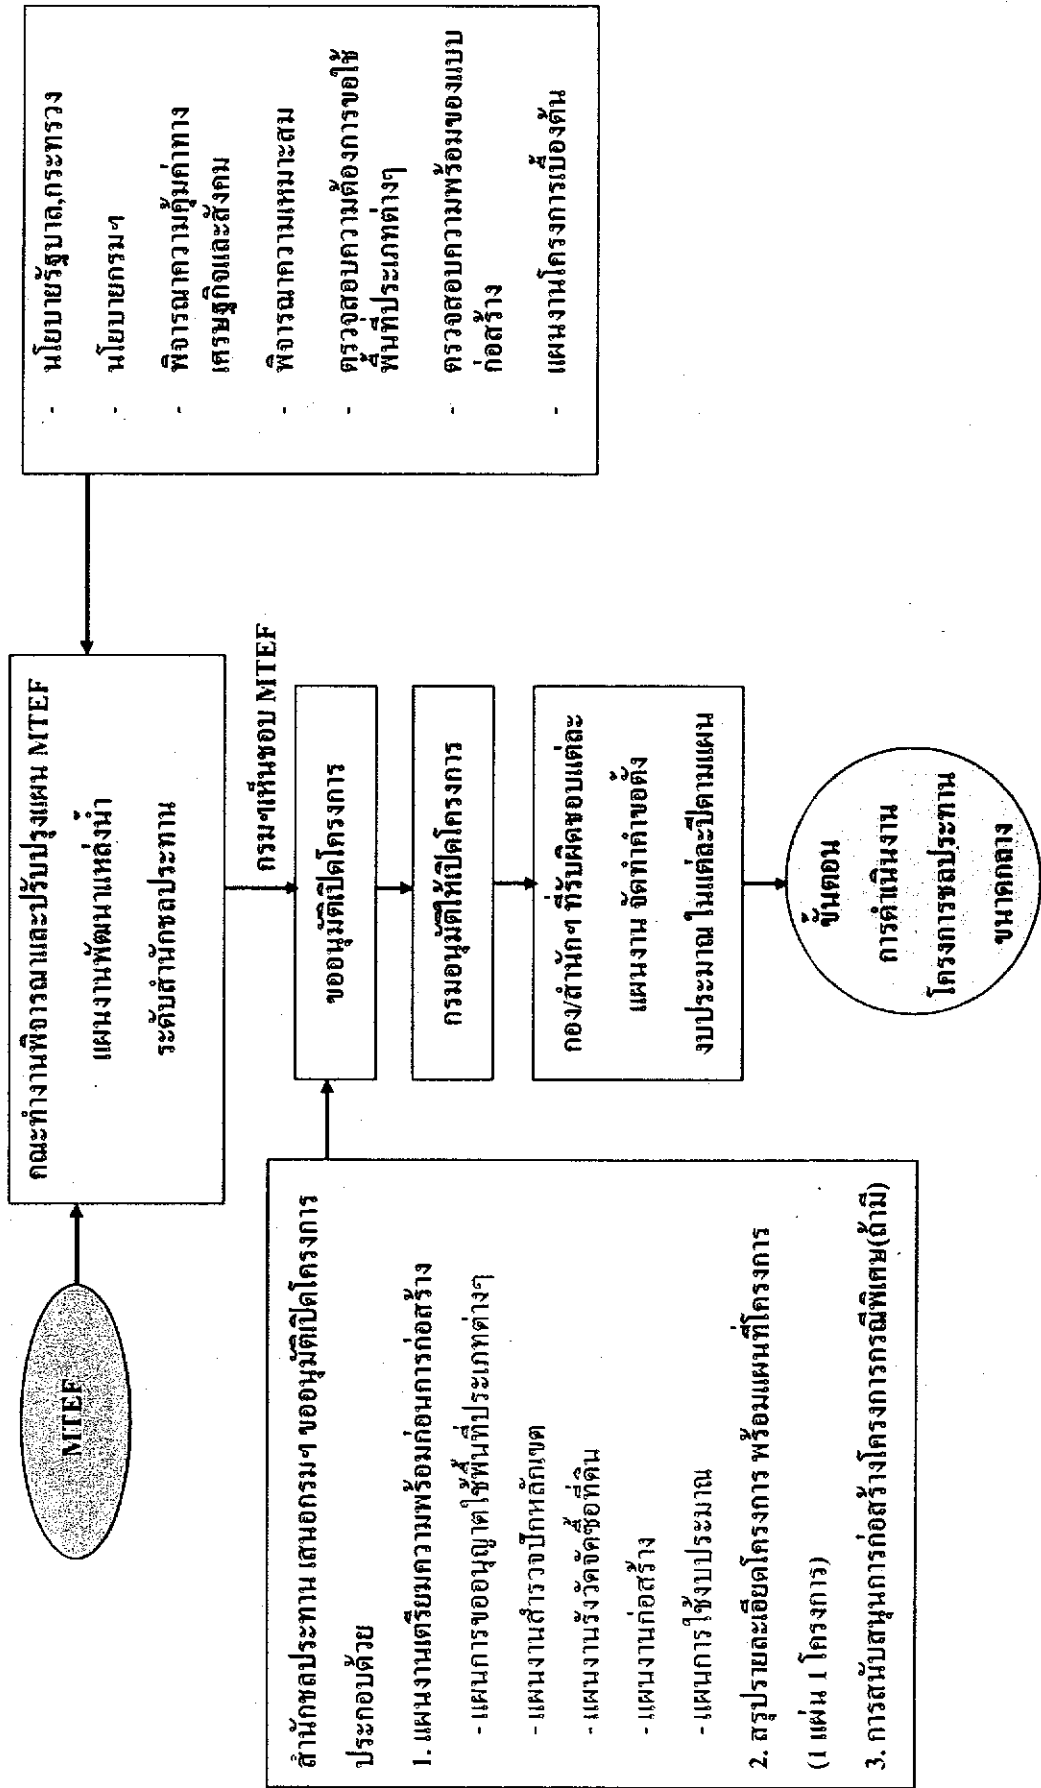 MTEF
คณะทำงานพิจารณาและปรับปรุงแผน MTEF
แผนงานพัฒนาแหล่งน้ำ
ระดับสำนักชลประทาน
- นโยบายรัฐบาล,กระทรวง
- นโยบายกรมฯ
- พิจารณาความคุ้มค่าทาง
เศรษฐกิจและสังคม
- พิจารณาความเหมาะสม
- ตรวจสอบความต้องการขอใช้
พื้นที่ประเภทต่างๆ
- ตรวจสอบความพร้อมของแบบ
ก่อสร้าง
- แผนงานโครงการเบื้องต้น
กรมฯเห็นชอบ MTEF
สำนักชลประทาน เสนอกรมฯ ขออนุมัติเปิดโครงการ
ประกอบด้วย
1. แผนงานเตรียมความพร้อมก่อนการก่อสร้าง
- แผนการขออนุญาตใช้พื้นที่ประเภทต่างๆ
- แผนงานสำรวจปักหลักเขต
- แผนงานรังวัดจัดซื้อที่ดิน
- แผนงานก่อสร้าง
- แผนการใช้งบประมาณ
2. สรุปรายละเอียดโครงการ พร้อมแผนที่โครงการ
(1 แผ่น 1 โครงการ)
3. การสนับสนุนการก่อสร้างโครงการกรณีพิเศษ(ถ้ามี)
ขออนุมัติเปิดโครงการ
กรมอนุมัติให้เปิดโครงการ
กอง/สำนักฯ ที่รับผิดชอบแต่ละ
แผนงาน จัดทำคำขอตั้ง
งบประมาณ ในแต่ละปีตามแผน
ขั้นตอน
การดำเนินงาน
โครงการชลประทาน
ขนาดกลาง